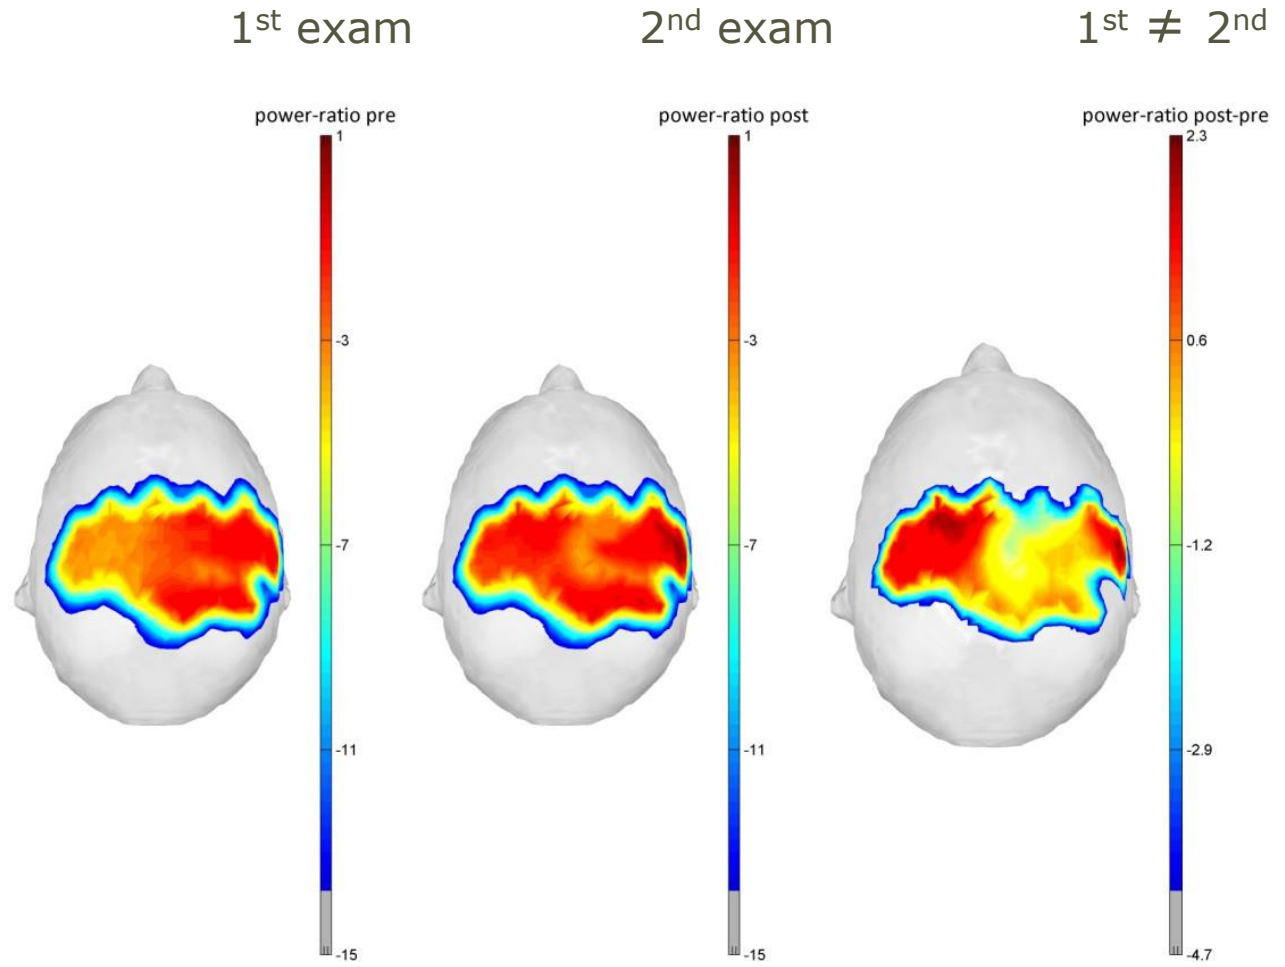 1st exam
2nd exam
1st ≠ 2nd
power-ratio pre
power-ratio post
power-ratio post-pre
1
1
2.3
-3
-3
0.6
-7
-7
-1.2
-11
-11
-2.9
-15
-15
-4.7